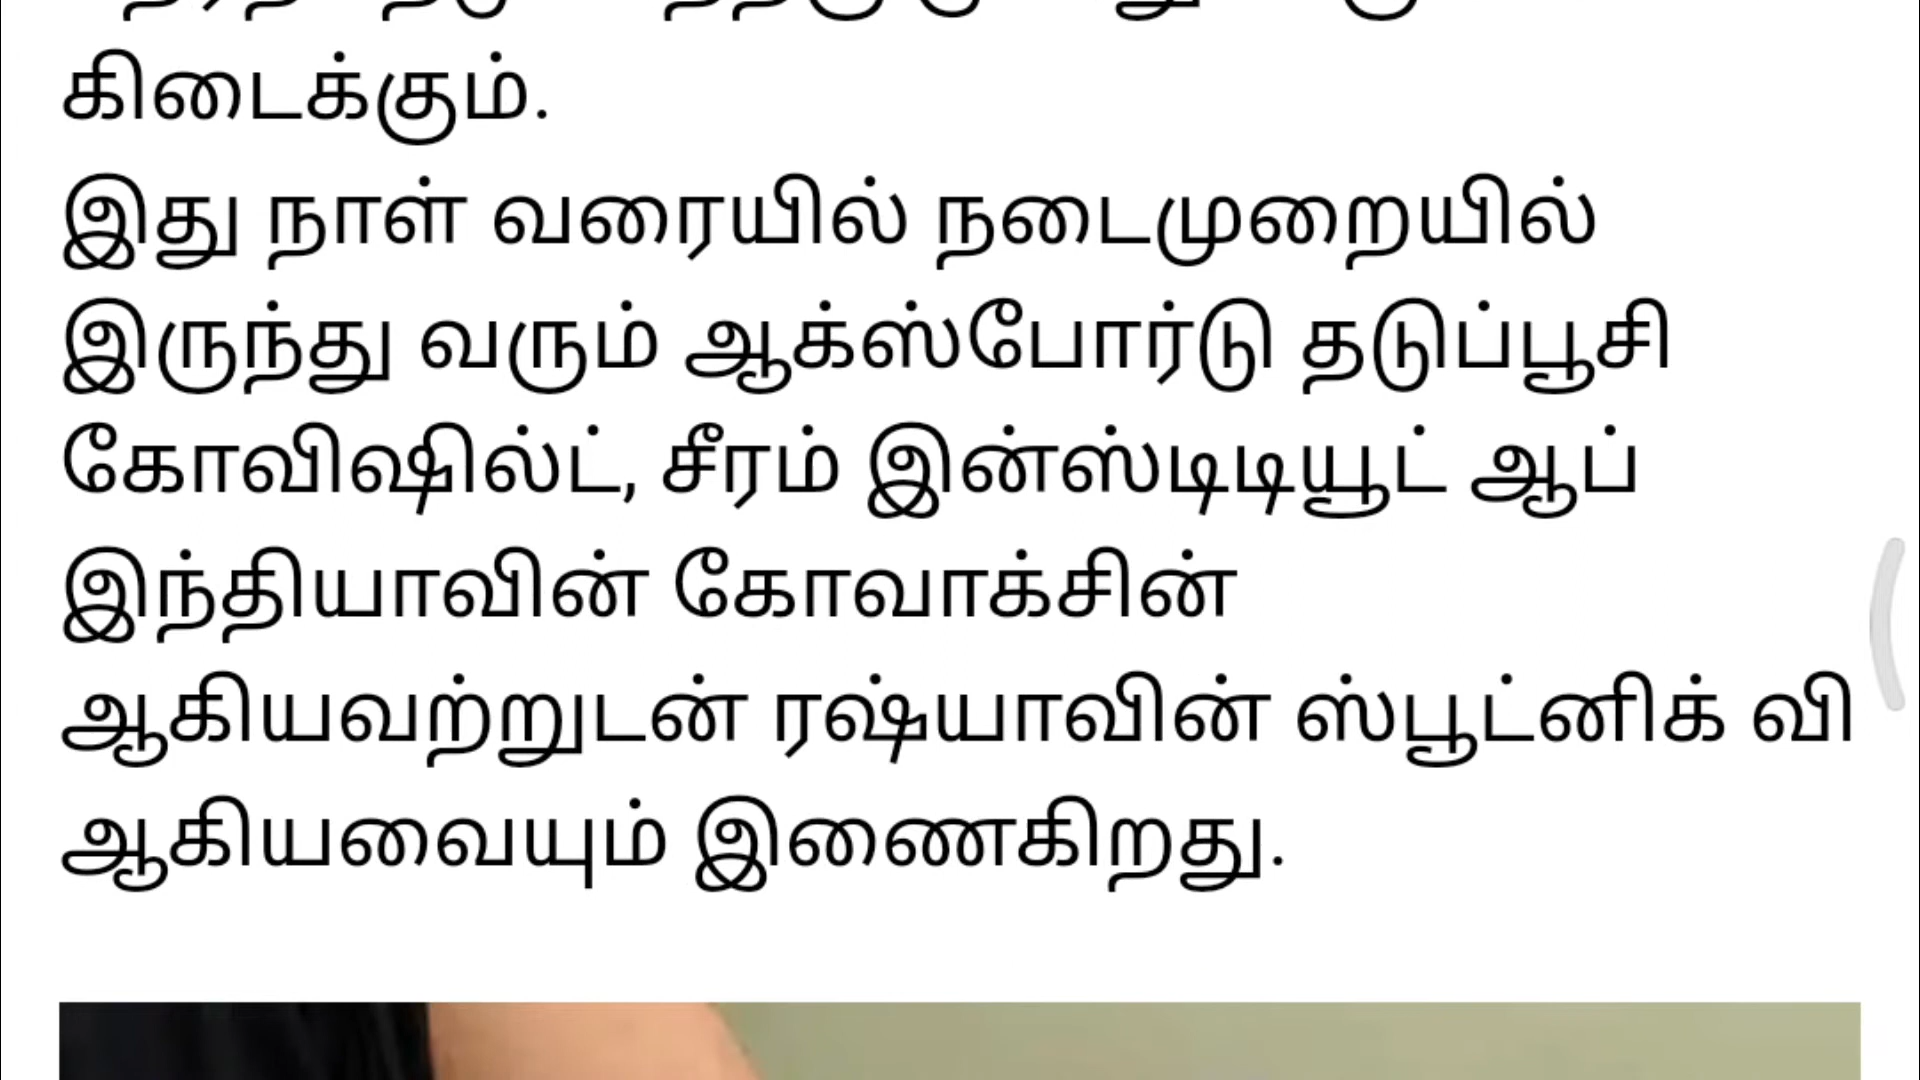 கிடைக்கும்.
இது நாள் வரையில் நடைமுறையில்
இருந்து வரும் ஆக்ஸ்போர்டு தடுப்பூசி
கோவிஷில்ட், சீரம் இன்ஸ்டிடியூட் ஆப்
இந்தியாவின் கோவாக்சின்
ஆகியவற்றுடன் ரஷ்யாவின் ஸ்பூட்னிக் வி
ஆகியவையும் இணைகிறது.